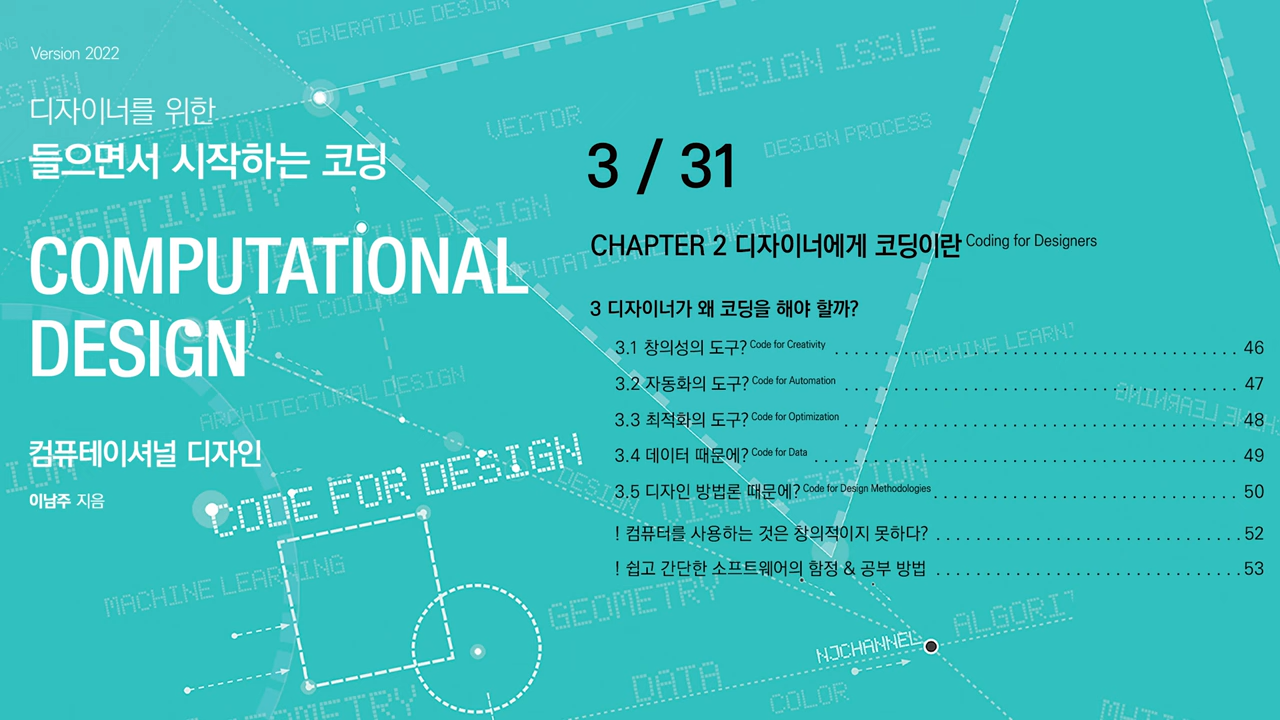 Version 2022
디자이너를 위한
들으면서 시작하는 코딩
COMPUTATIONAL
DESIGN
컴퓨테이셔널 디자인
이남주 지음
3 / 31
CHAPTER 2 디자이너에게 코딩이란 Coding for Designers
3 디자이너가 왜 코딩을 해야 할까?
3.1 창의성의 도구? Code for Creativity 46
3.2 자동화의 도구? Code for Automation 47
3.3 최적화의 도구? Code for Optimization 48
3.4 데이터 때문에? Code for Data 49
3.5 디자인 방법론 때문에? Code for Design Methodologies 50
! 컴퓨터를 사용하는 것은 창의적이지 못하다? 52
! 쉽고 간단한 소프트웨어의 함정 & 공부 방법 53
GENERATIVE DESIGN
DESIGN ISSUE
VECTOR
DESIGN PROCESS
CREATIVITY
ARCHITECTURAL DESIGN
CODE FOR DESIGN
MACHINE LEARNING
GEOMETRY
DESIGN VISUALIZATION
NJCHANNEL
DATA
COLOR
GEOMETRY